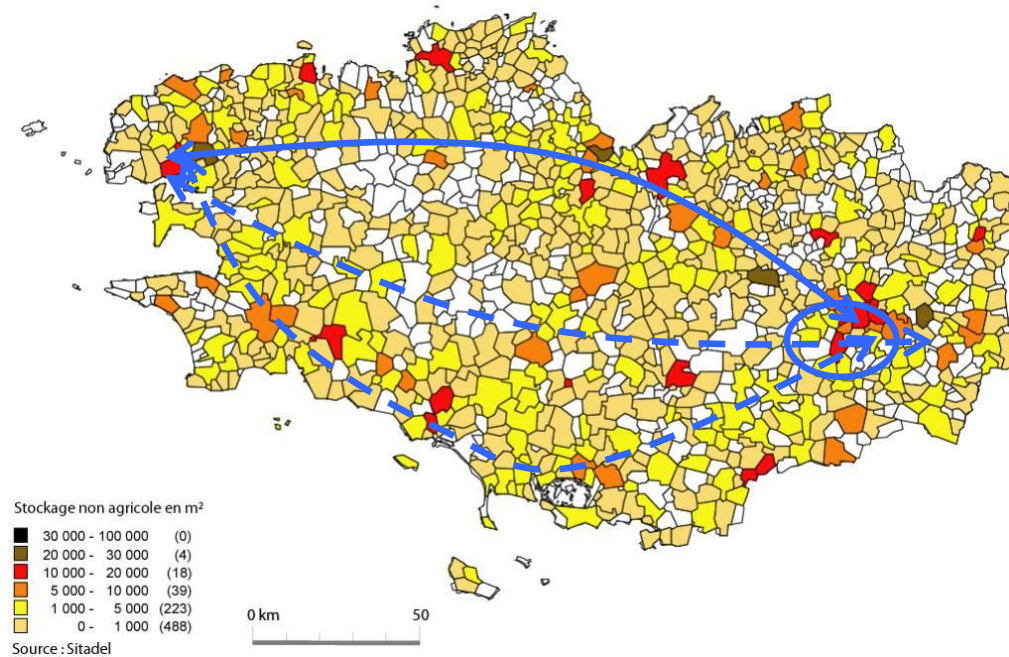 Stockage non agricole en m²
30 000 - 100 000 (0)
20 000 - 30 000 (4)
10 000 - 20 000 (18)
5 000 - 10 000 (39)
1 000 - 5 000 (223)
0 - 1 000 (488)
Source : Sitadel
0 km 50